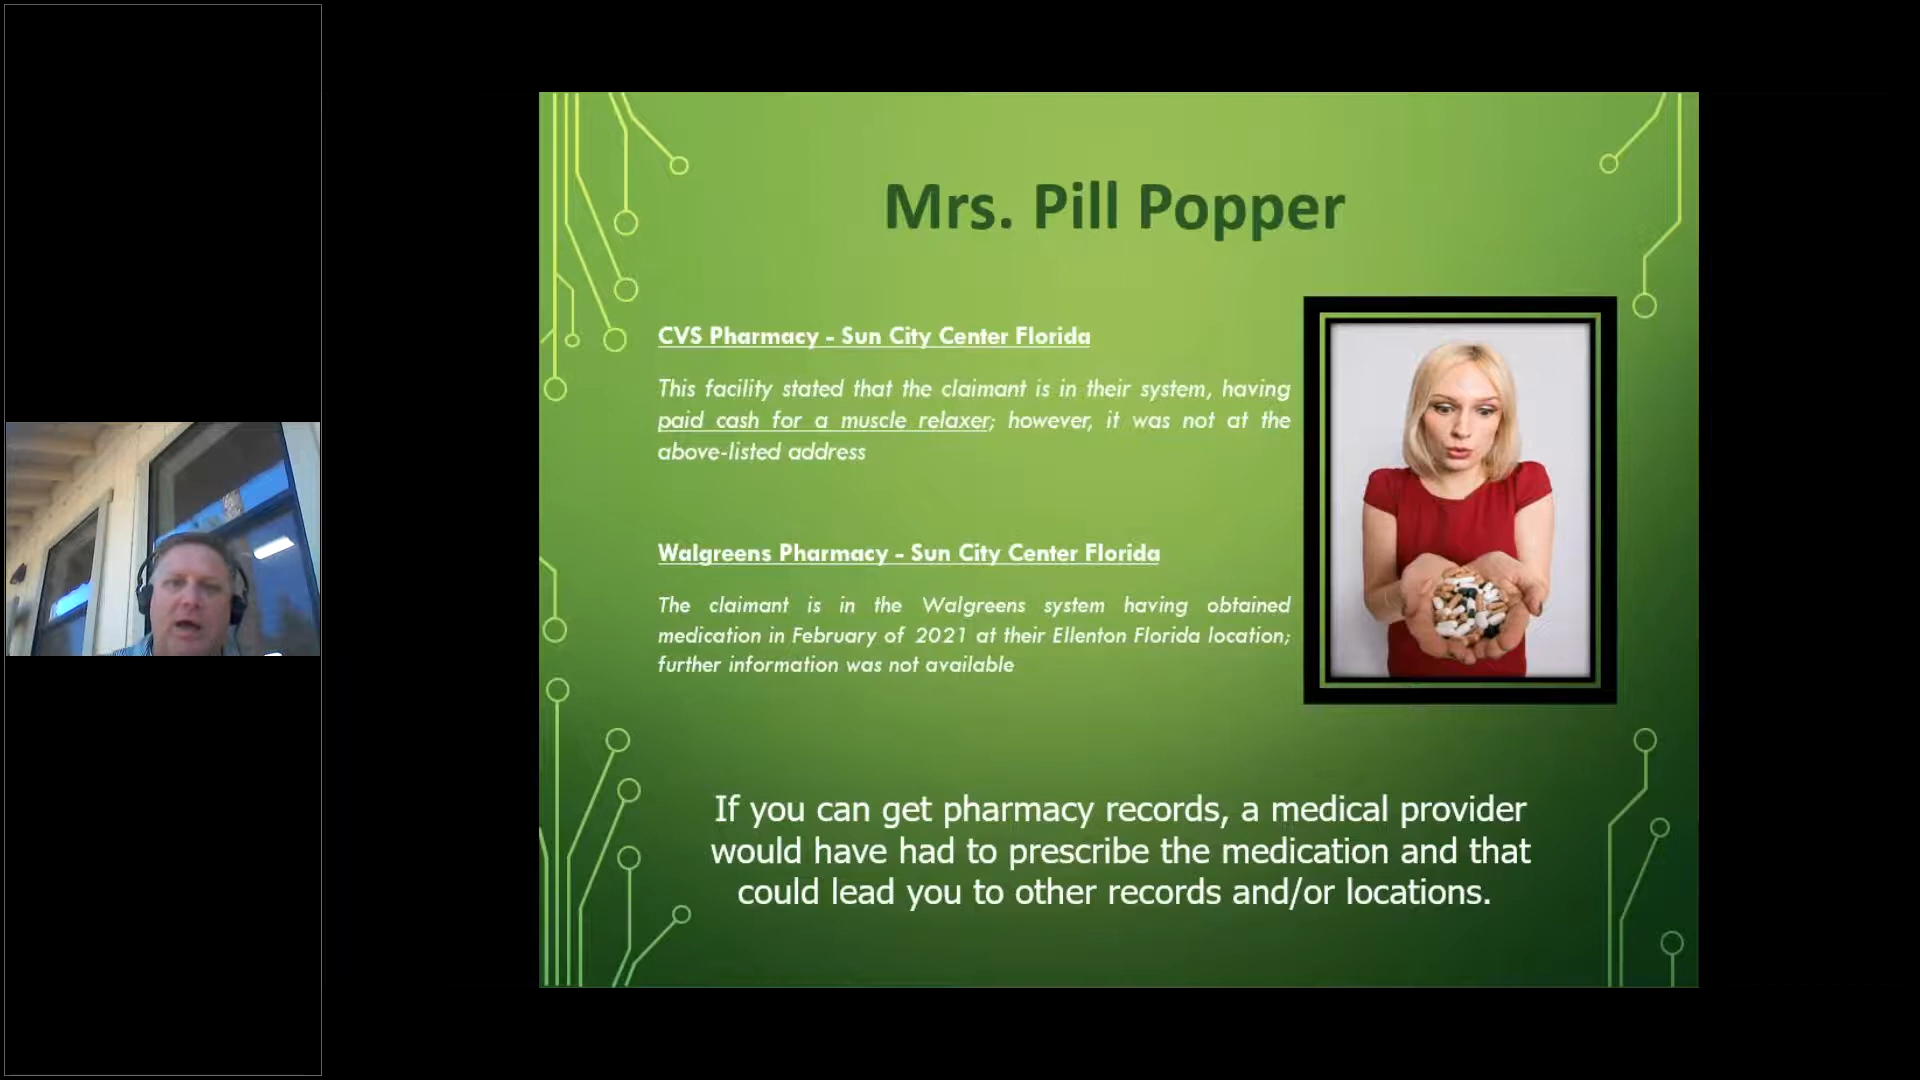 Mrs. Pill Popper
CVS Pharmacy - Sun City Center Florida
This facility stated that the claimant is in their system, having
paid cash for a muscle relaxer; however, it was not at the
above-listed address
Walgreens Pharmacy - Sun City Center Florida
The claimant is in the Walgreens system having obtained
medication in February of 2021 at their Ellenton Florida location;
further information was not available
If you can get pharmacy records, a medical provider
would have had to prescribe the medication and that
could lead you to other records and/or locations.